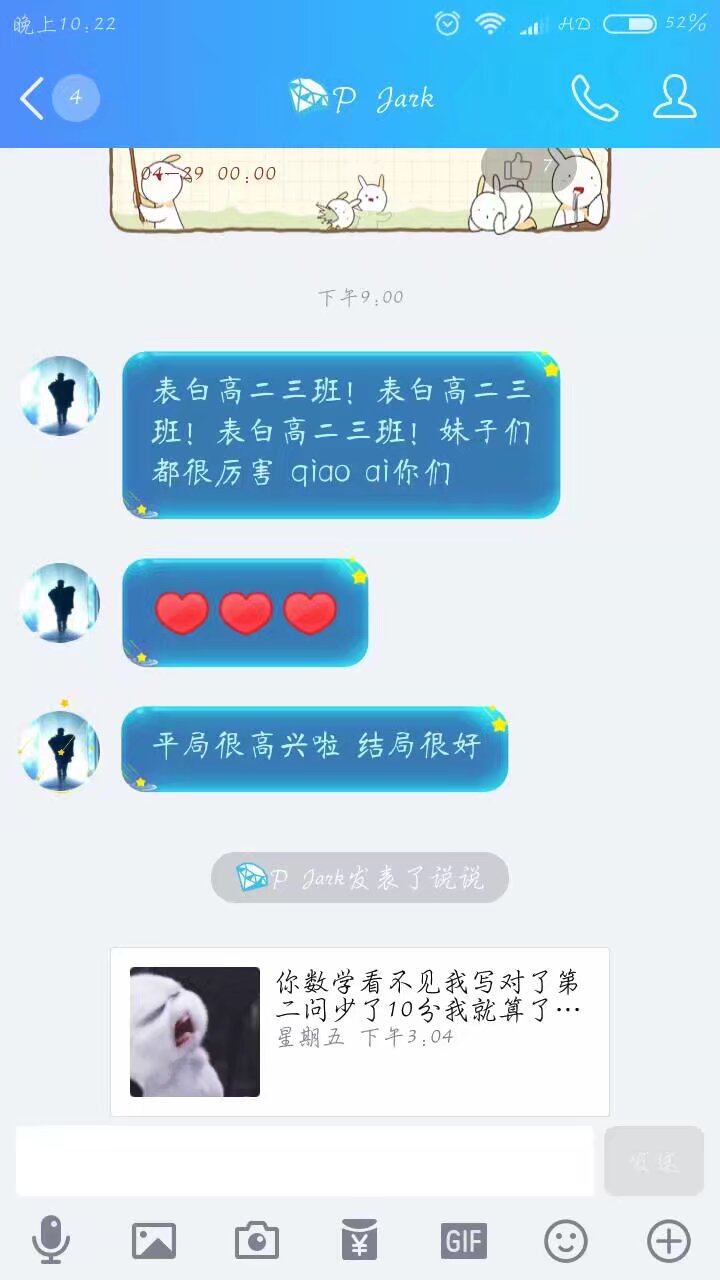 晚上10:22
HD
52%
4
P Jark
04-29 00:00
7
下午9:00
表白高二三班！表白高二三
班！表白高二三班！妹子们
都很厉害 qiao ai你们
平局很高兴啦 结局很好
P Jark发表了说说
你数学看不见我写对了第
二问少了10分我就算了…
星期五 下午3:04
发送
GIF